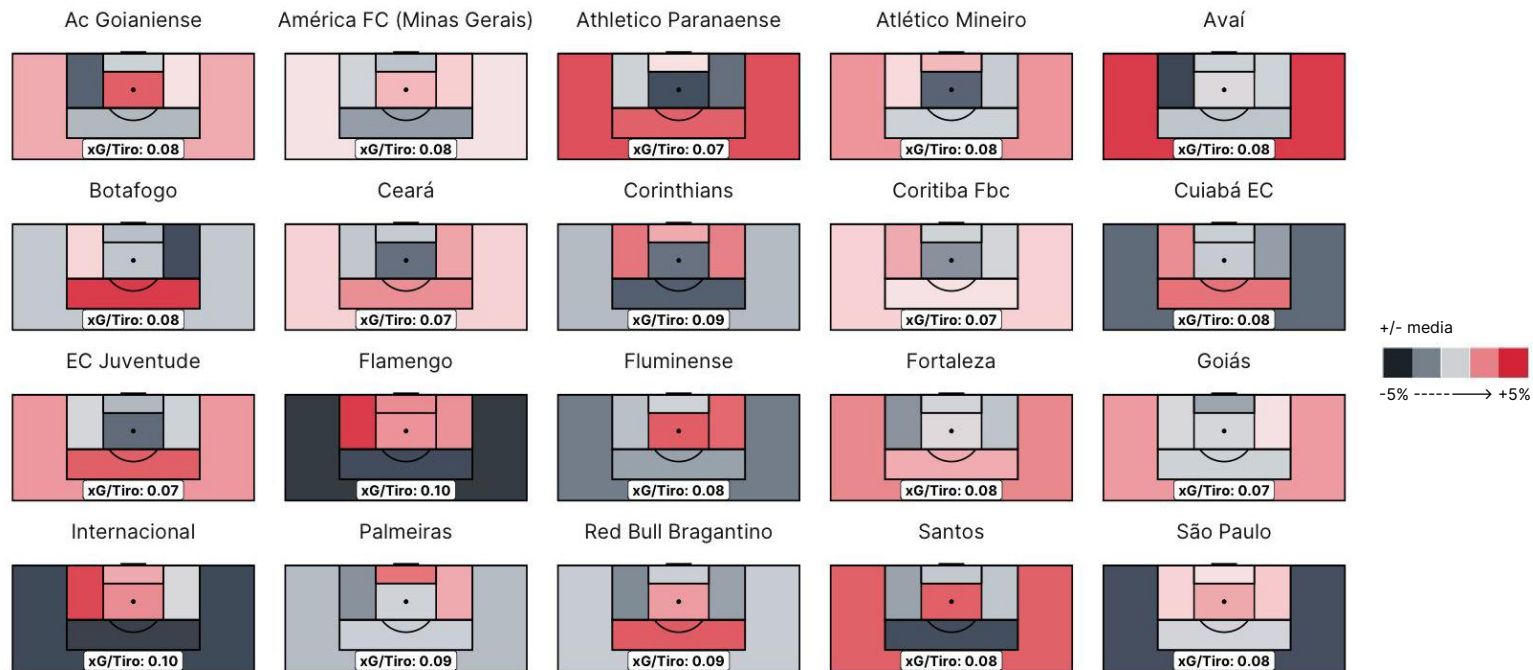 Ac Goianiense
América FC (Minas Gerais)
Athletico Paranaense
Atlético Mineiro
Avaí
xG/Tiro: 0.08
xG/Tiro: 0.08
xG/Tiro: 0.07
xG/Tiro: 0.08
xG/Tiro: 0.08
Botafogo
Ceará
Corinthians
Coritiba Fbc
Cuiabá EC
xG/Tiro: 0.08
xG/Tiro: 0.07
xG/Tiro: 0.09
xG/Tiro: 0.07
xG/Tiro: 0.08
+/- media
-5% ------→ +5%
EC Juventude
Flamengo
Fluminense
Fortaleza
Goiás
xG/Tiro: 0.07
xG/Tiro: 0.10
xG/Tiro: 0.08
xG/Tiro: 0.08
xG/Tiro: 0.07
Internacional
Palmeiras
Red Bull Bragantino
Santos
São Paulo
xG/Tiro: 0.10
xG/Tiro: 0.09
xG/Tiro: 0.09
xG/Tiro: 0.08
xG/Tiro: 0.08